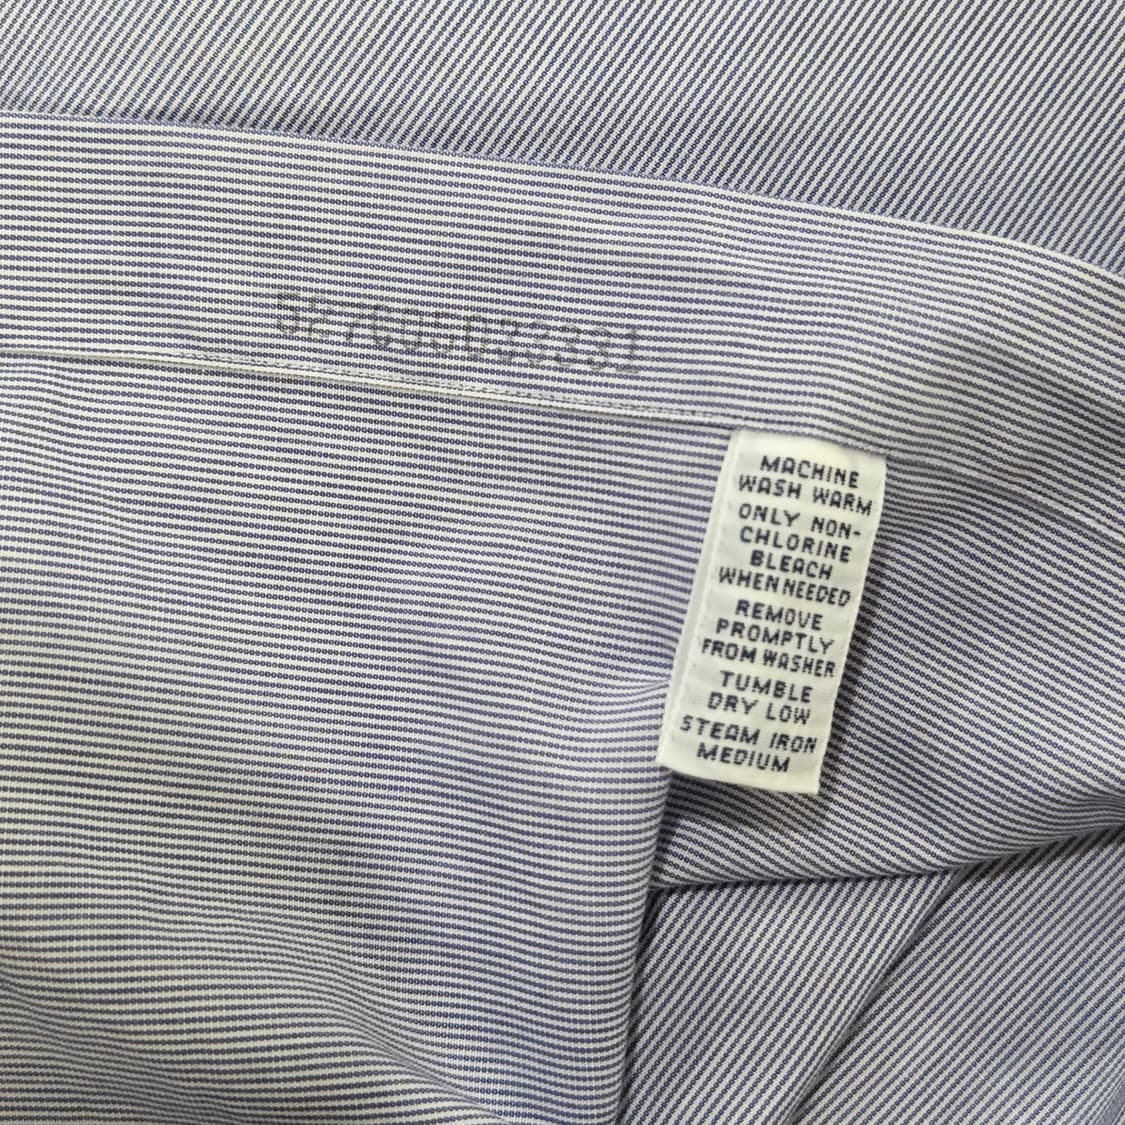 MACHINE
WASH WARM
ONLY NON-
CHLORINE
BLEACH
WHEN NEEDED
REMOVE
PROMPTLY
FROM WASHER
TUMBLE
DRY LOW
STEAM IRON
MEDIUM